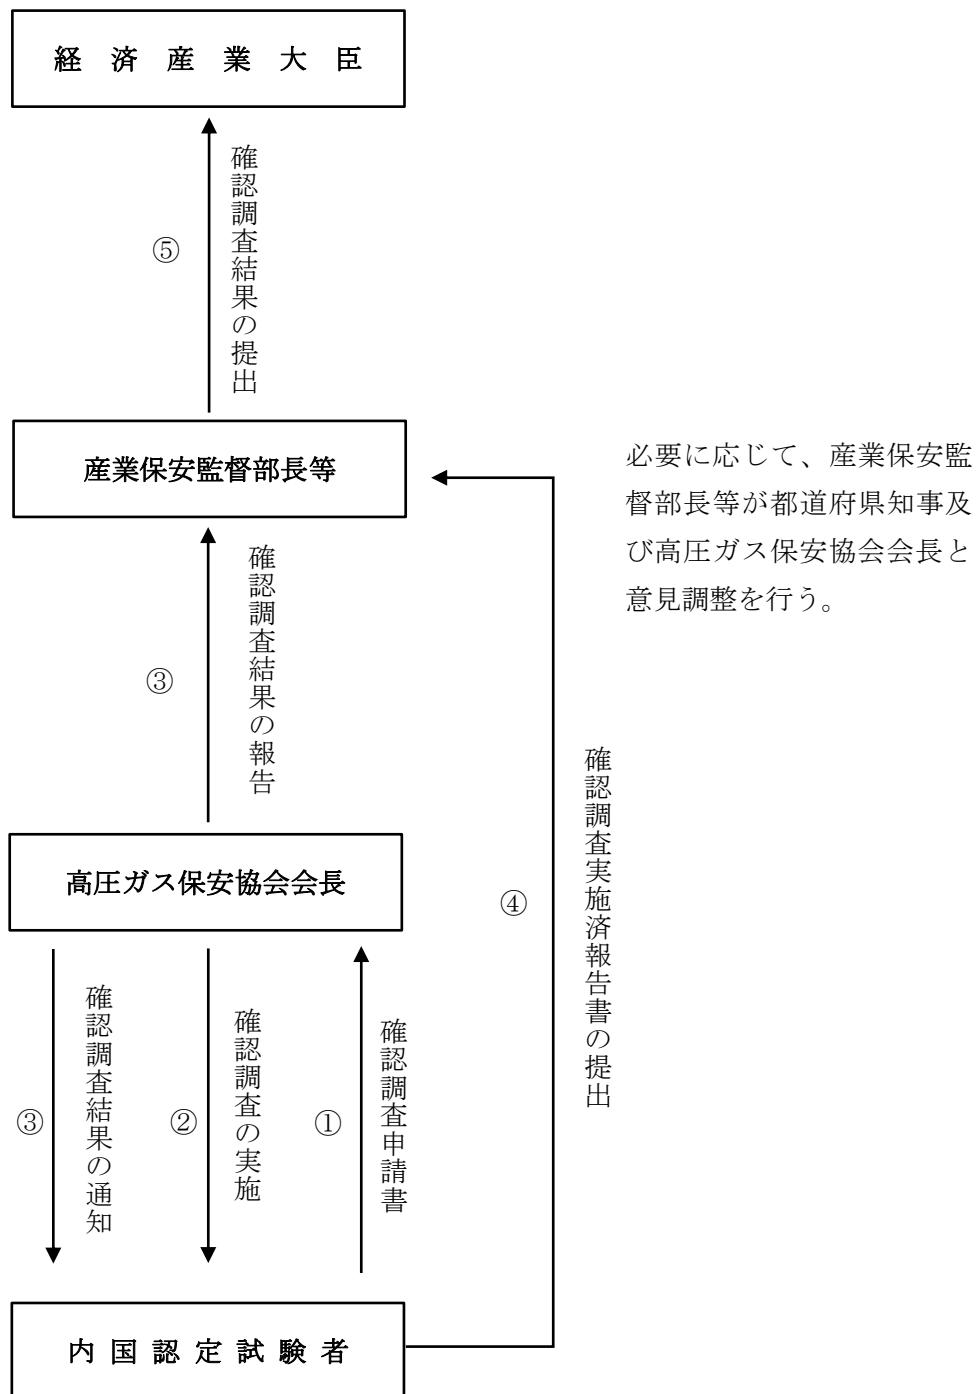 経済産業大臣
確認調査結果の提出
⑤
産業保安監督部長等
必要に応じて、産業保安監
督部長等が都道府県知事及
び高圧ガス保安協会会長と
意見調整を行う。
確認調査結果の報告
③
確認調査実施済報告書の提出
④
高圧ガス保安協会会長
③
確認調査結果の通知
②
確認調査の実施
①
確認調査申請書
内国認定試験者